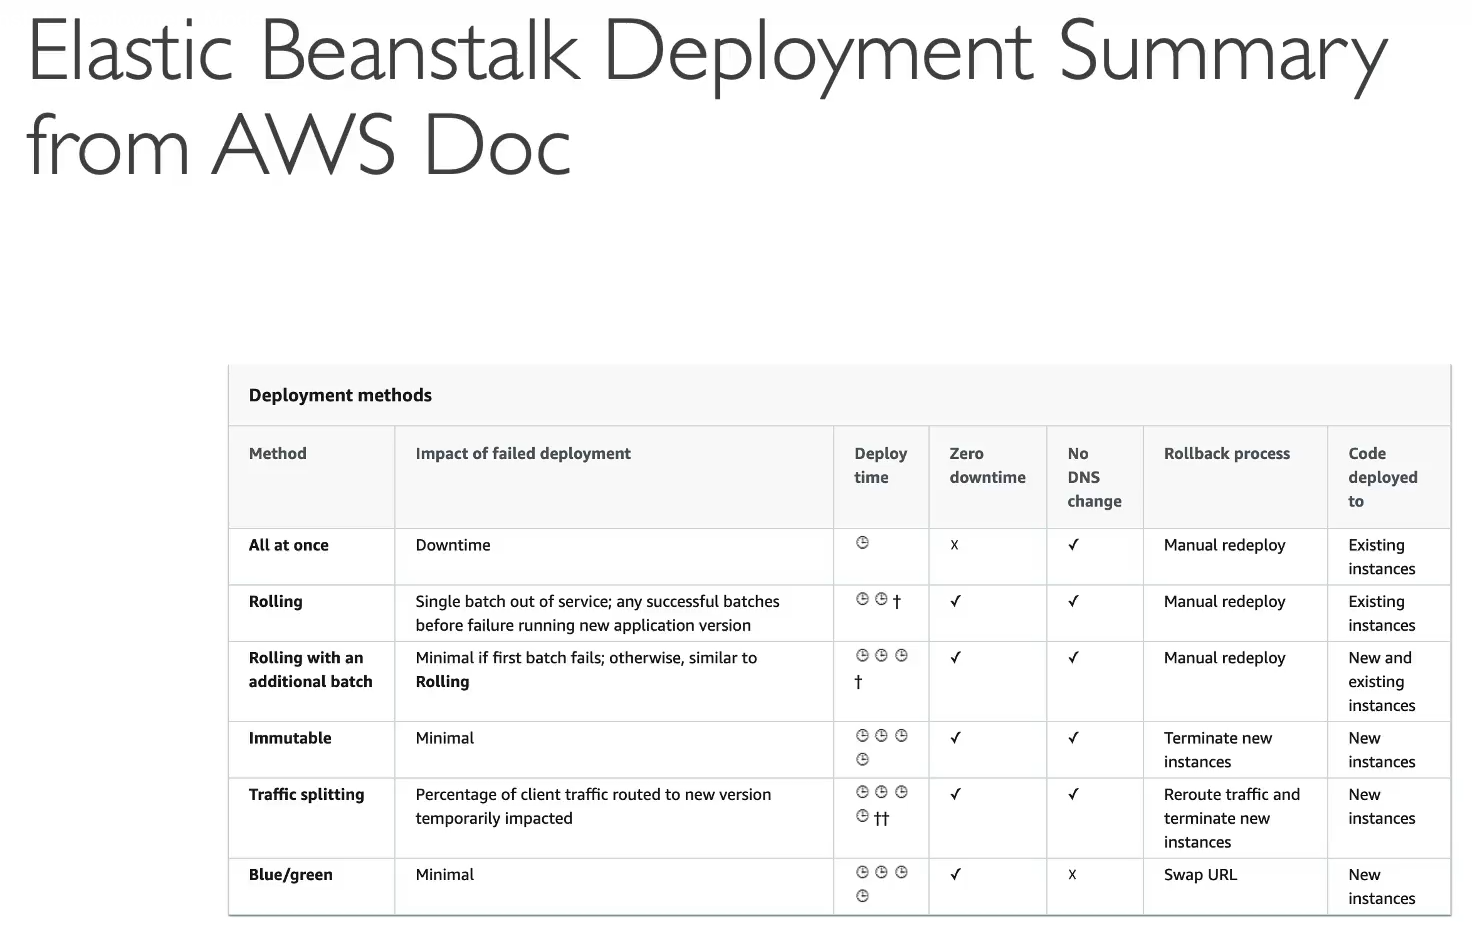 Elastic Beanstalk Deployment Summary
from AWS Doc
Deployment methods
Method Impact of failed deployment Deploy time Zero downtime No DNS change Rollback process Code deployed to
All at once Downtime 🕒 X ✓ Manual redeploy Existing instances
Rolling Single batch out of service; any successful batches before failure running new application version 🕒 🕒 † ✓ ✓ Manual redeploy Existing instances
Rolling with an additional batch Minimal if first batch fails; otherwise, similar to Rolling 🕒 🕒 🕒 † ✓ ✓ Manual redeploy New and existing instances
Immutable Minimal 🕒 🕒 🕒 🕒 ✓ ✓ Terminate new instances New instances
Traffic splitting Percentage of client traffic routed to new version temporarily impacted 🕒 🕒 🕒 🕒 †† ✓ ✓ Reroute traffic and terminate new instances New instances
Blue/green Minimal 🕒 🕒 🕒 🕒 ✓ X Swap URL New instances